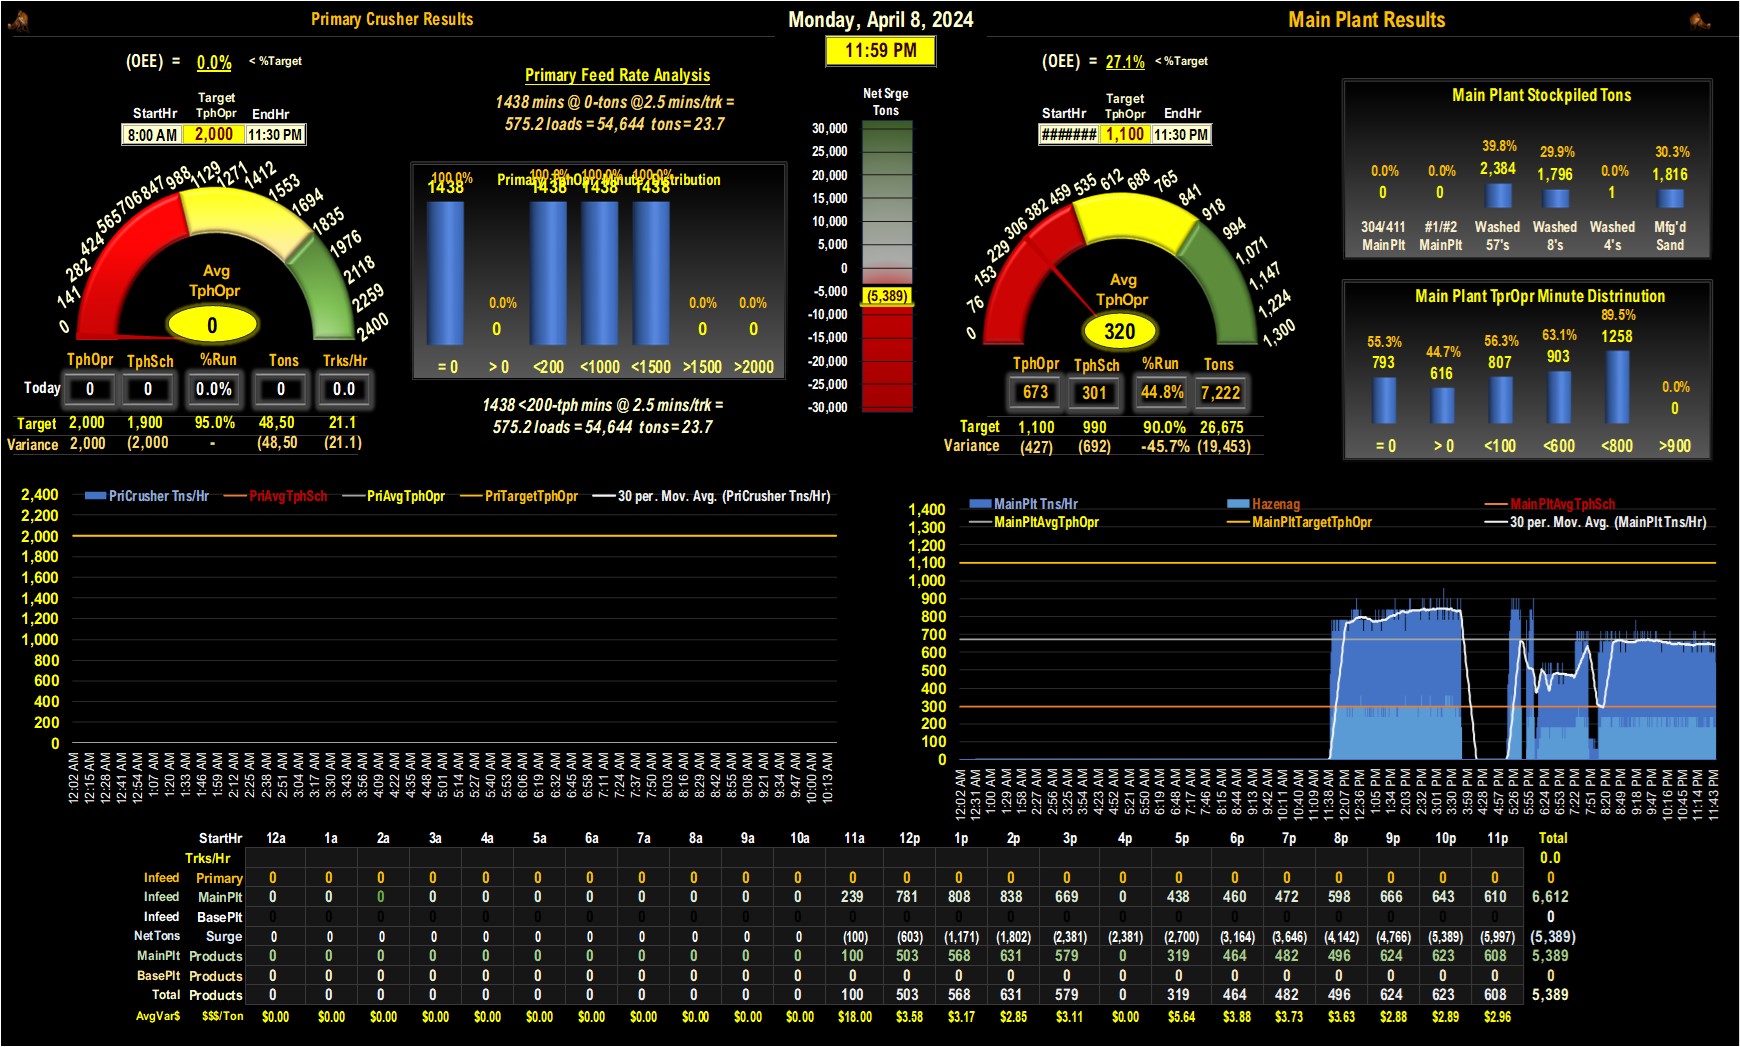 Primary Crusher Results
Monday, April 8, 2024
Main Plant Results
11:59 PM
(OEE) = 0.0% < %Target
Target
StartHr TphOpr EndHr
8:00 AM 2,000 11:30 PM
0 141 282 424 565 706 847 988 1129 1271 1412 1553 1694 1835 1976 2118 2259 2400
Avg
TphOpr
0
TphOpr TphSch %Run Tons Trks/Hr
Today 0 0 0.0% 0 0.0
Target 2,000 1,900 95.0% 48,50 21.1
Variance 2,000 (2,000 - (48,50 (21.1)
Primary Feed Rate Analysis
1438 mins @ 0-tons @2.5 mins/trk =
575.2 loads = 54,644 tons = 23.7
Primary TphOpr Minute Distribution
100.0% 0.0% 100.0% 100.0% 100.0% 0.0% 0.0%
1438 0 1438 1438 1438 0 0
= 0 > 0 <200 <1000 <1500 >1500 >2000
1438 <200-tph mins @ 2.5 mins/trk =
575.2 loads = 54,644 tons = 23.7
Net Srge
Tons
30,000
25,000
20,000
15,000
10,000
5,000
0
-5,000
(5,389)
-10,000
-15,000
-20,000
-25,000
-30,000
(OEE) = 27.1% < %Target
Target
StartHr TphOpr EndHr
####### 1,100 11:30 PM
0 76 153 229 306 382 459 535 612 688 765 841 918 994 1,071 1,147 1,224 1,300
Avg
TphOpr
320
TphOpr TphSch %Run Tons
673 301 44.8% 7,222
Target 1,100 990 90.0% 26,675
Variance (427) (692) -45.7% (19,453)
Main Plant Stockpiled Tons
0.0% 0.0% 39.8% 29.9% 0.0% 30.3%
0 0 2,384 1,796 1 1,816
304/411 #1/#2 Washed Washed Washed Mfg'd
MainPlt MainPlt 57's 8's 4's Sand
Main Plant TprOpr Minute Distrinution
55.3% 44.7% 56.3% 63.1% 89.5% 0.0%
793 616 807 903 1258 0
= 0 > 0 <100 <600 <800 >900
PriCrusher Tns/Hr PriAvgTphSch PriAvgTphOpr PriTargetTphOpr 30 per. Mov. Avg. (PriCrusher Tns/Hr)
2,400
2,200
2,000
1,800
1,600
1,400
1,200
1,000
800
600
400
200
0
12:02 AM 12:15 AM 12:28 AM 12:41 AM 12:54 AM 1:07 AM 1:20 AM 1:33 AM 1:46 AM 1:59 AM 2:12 AM 2:25 AM 2:38 AM 2:51 AM 3:04 AM 3:17 AM 3:30 AM 3:43 AM 3:56 AM 4:09 AM 4:22 AM 4:35 AM 4:48 AM 5:01 AM 5:14 AM 5:27 AM 5:40 AM 5:53 AM 6:06 AM 6:19 AM 6:32 AM 6:45 AM 6:58 AM 7:11 AM 7:24 AM 7:37 AM 7:50 AM 8:03 AM 8:16 AM 8:29 AM 8:42 AM 8:55 AM 9:08 AM 9:21 AM 9:34 AM 9:47 AM 10:00 AM 10:13 AM
MainPlt Tns/Hr Hazenag MainPltAvgTphSch
MainPltAvgTphOpr MainPltTargetTphOpr 30 per. Mov. Avg. (MainPlt Tns/Hr)
1,400
1,300
1,200
1,100
1,000
900
800
700
600
500
400
300
200
100
0
12:02 AM 12:31 AM 1:00 AM 1:29 AM 1:58 AM 2:27 AM 2:56 AM 3:25 AM 3:54 AM 4:23 AM 4:52 AM 5:21 AM 5:50 AM 6:19 AM 6:48 AM 7:17 AM 7:46 AM 8:15 AM 8:44 AM 9:13 AM 9:42 AM 10:11 AM 10:40 AM 11:09 AM 11:38 AM 12:07 PM 12:36 PM 1:05 PM 1:34 PM 2:03 PM 2:32 PM 3:01 PM 3:30 PM 3:59 PM 4:28 PM 4:57 PM 5:26 PM 5:55 PM 6:24 PM 6:53 PM 7:22 PM 7:51 PM 8:20 PM 8:49 PM 9:18 PM 9:47 PM 10:16 PM 10:45 PM 11:14 PM 11:43 PM
StartHr 12a 1a 2a 3a 4a 5a 6a 7a 8a 9a 10a 11a 12p 1p 2p 3p 4p 5p 6p 7p 8p 9p 10p 11p Total
Trks/Hr 0.0
Infeed Primary 0 0 0 0 0 0 0 0 0 0 0 0 0 0 0 0 0 0 0 0 0 0 0 0 0
Infeed MainPlt 0 0 0 0 0 0 0 0 0 0 0 239 781 808 838 669 0 438 460 472 598 666 643 610 6,612
Infeed BasePlt 0 0 0 0 0 0 0 0 0 0 0 0 0 0 0 0 0 0 0 0 0 0 0 0 0
NetTons Surge 0 0 0 0 0 0 0 0 0 0 0 (100) (603) (1,171) (1,802) (2,381) (2,381) (2,700) (3,164) (3,646) (4,142) (4,766) (5,389) (5,997) (5,389)
MainPlt Products 0 0 0 0 0 0 0 0 0 0 0 100 503 568 631 579 0 319 464 482 496 624 623 608 5,389
BasePlt Products 0 0 0 0 0 0 0 0 0 0 0 0 0 0 0 0 0 0 0 0 0 0 0 0 0
Total Products 0 0 0 0 0 0 0 0 0 0 0 100 503 568 631 579 0 319 464 482 496 624 623 608 5,389
AvgVar$ $$$/Ton $0.00 $0.00 $0.00 $0.00 $0.00 $0.00 $0.00 $0.00 $0.00 $0.00 $0.00 $18.00 $3.58 $3.17 $2.85 $3.11 $0.00 $5.64 $3.88 $3.73 $3.63 $2.88 $2.89 $2.96